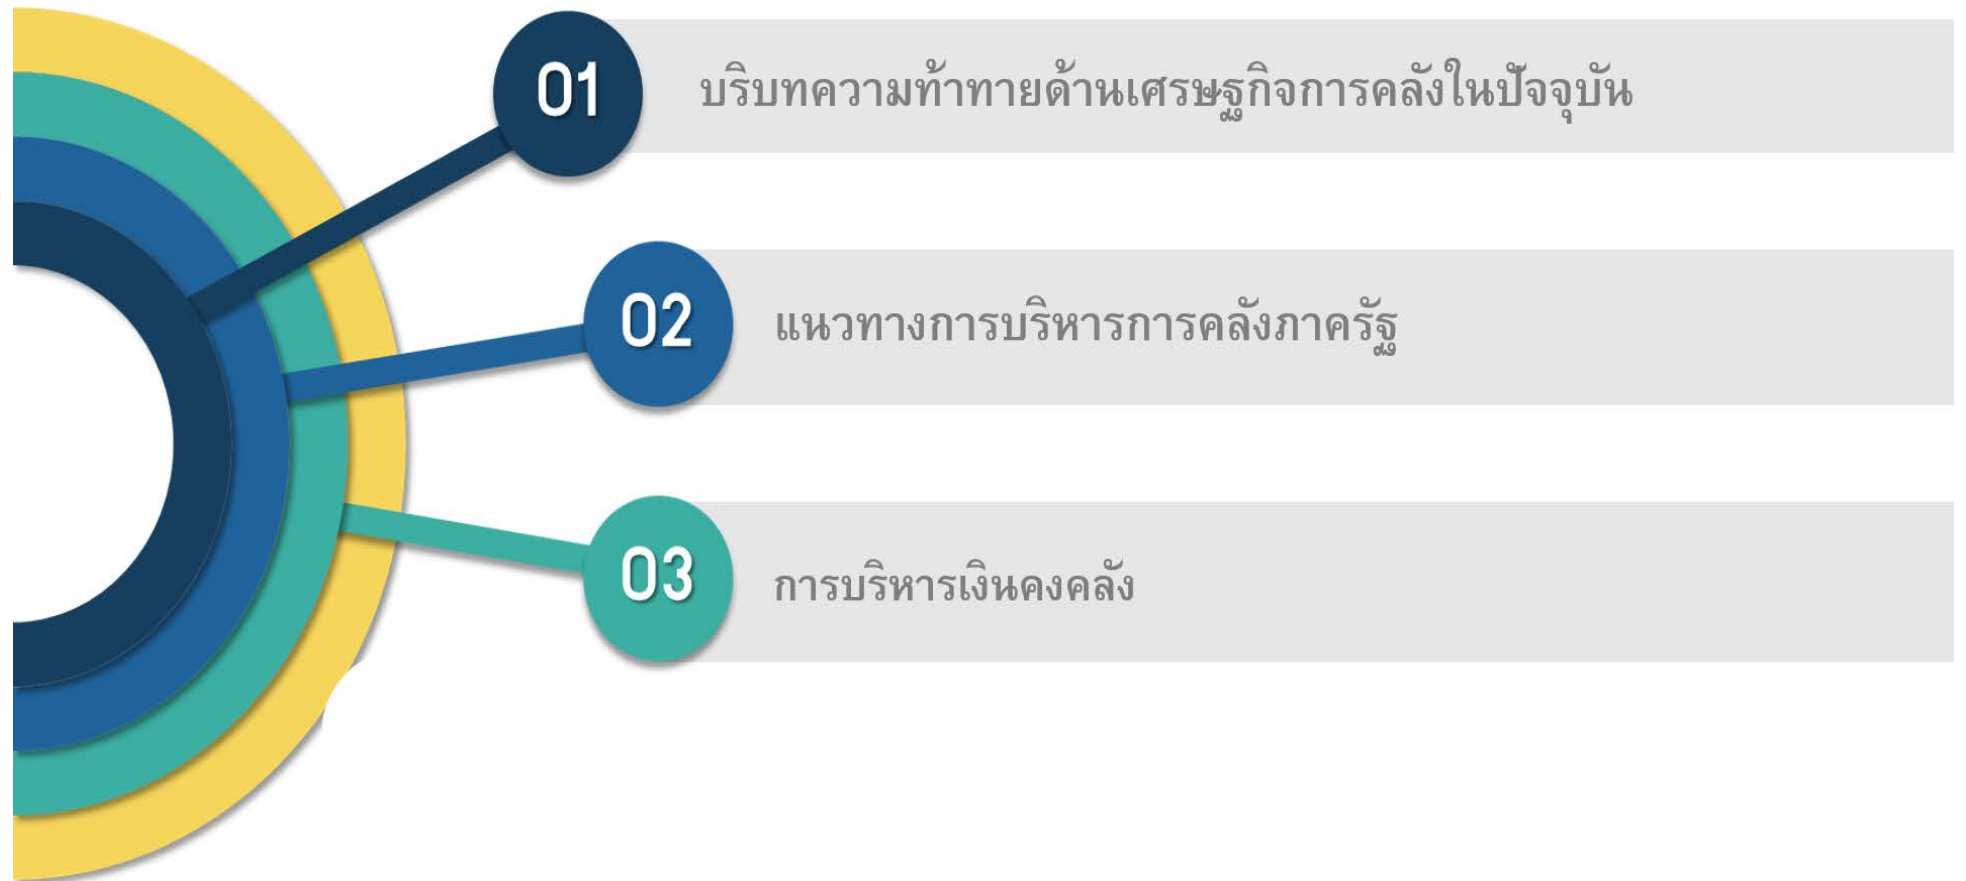 01
บริบทความท้าทายด้านเศรษฐกิจการคลังในปัจจุบัน
02
แนวทางการบริหารการคลังภาครัฐ
03
การบริหารเงินคงคลัง